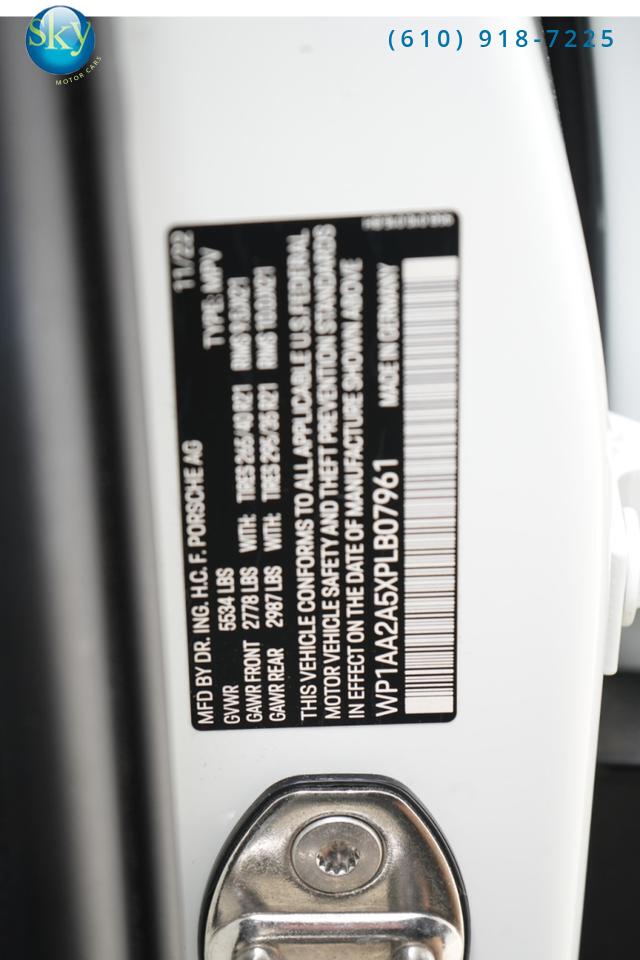 Sky
MOTOR CARS
(610) 918-7225
MFD BY DR. ING. H.C. F. PORSCHE AG 11/22
GVWR 5534 LBS TYPE: MPV
GAWR FRONT 2778 LBS WITH: TIRES 265/40 R21 RIMS 9.5JX21
GAWR REAR 2987 LBS WITH: TIRES 295/35 R21 RIMS 10.0JX21
THIS VEHICLE CONFORMS TO ALL APPLICABLE U.S. FEDERAL
MOTOR VEHICLE SAFETY AND THEFT PREVENTION STANDARDS
IN EFFECT ON THE DATE OF MANUFACTURE SHOWN ABOVE
WP1AA2A5XPLB07961 MADE IN GERMANY